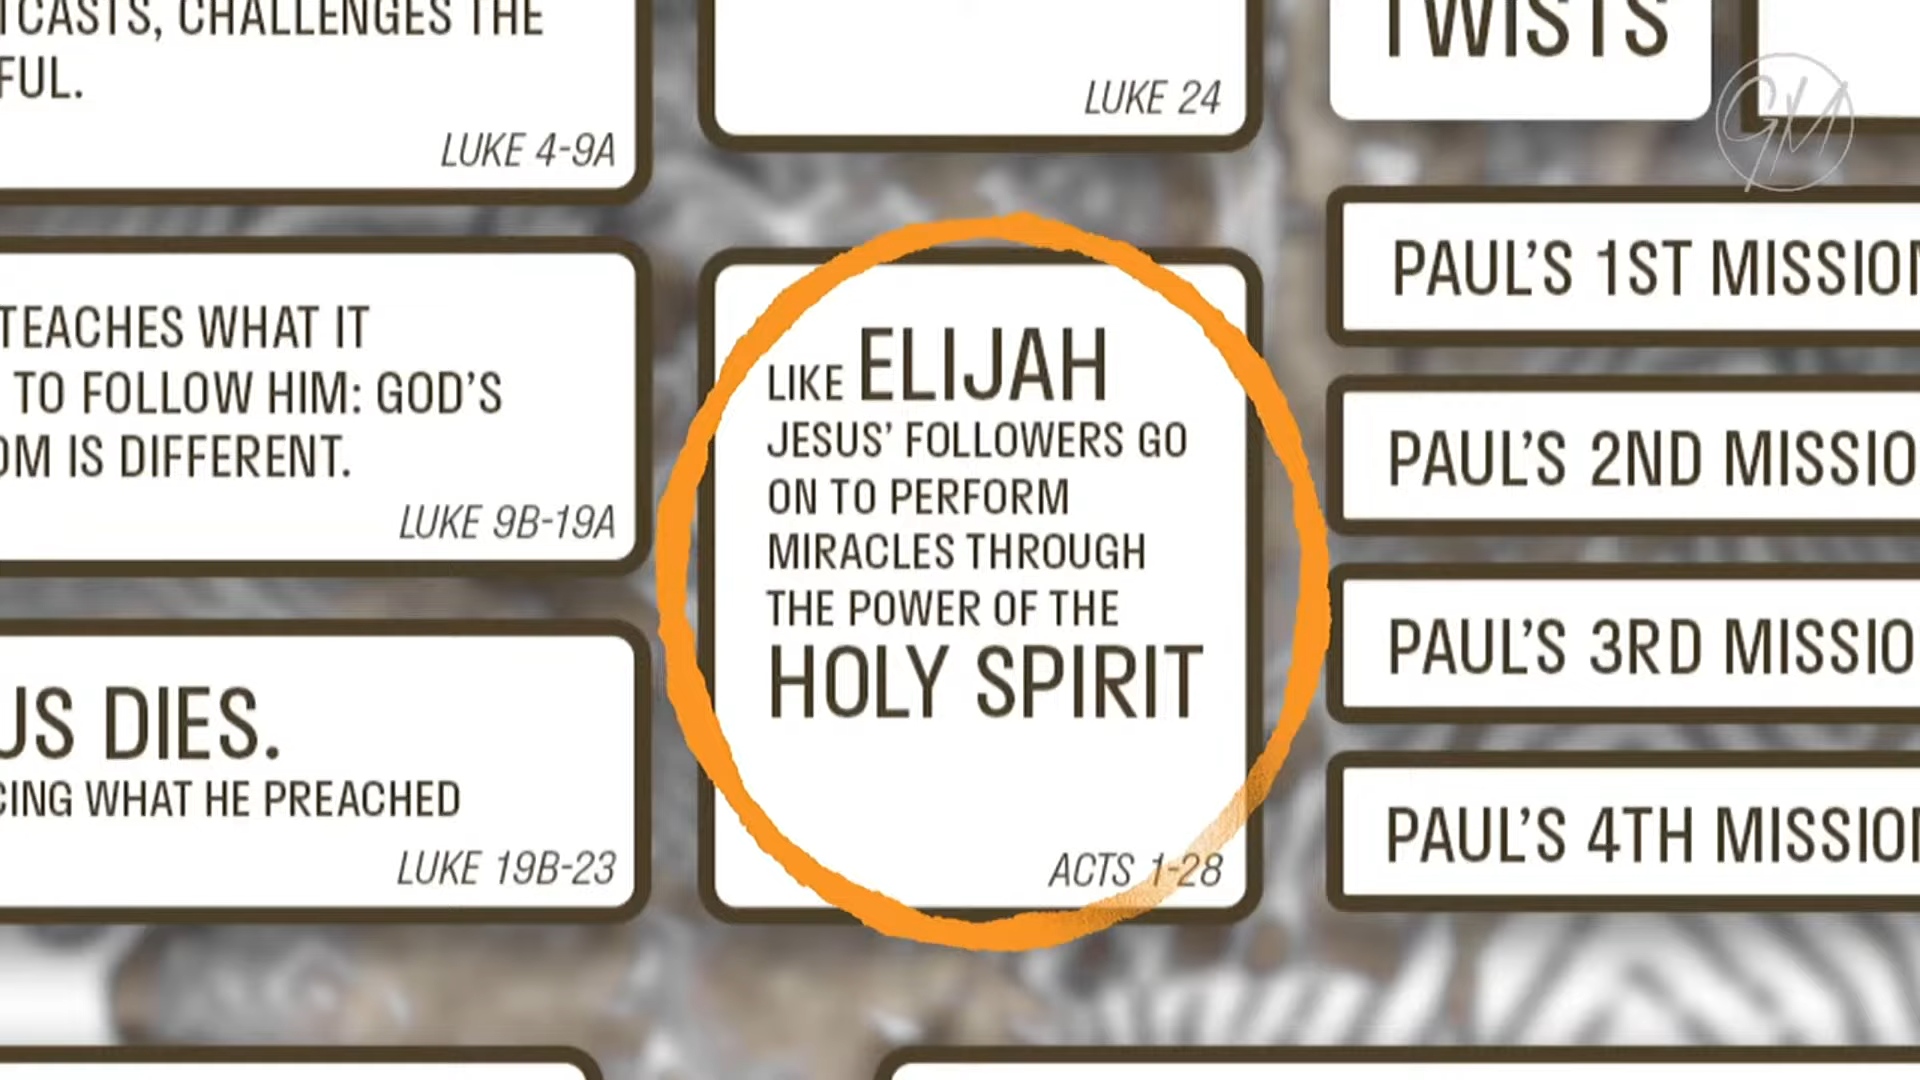 TCASTS, CHALLENGES THE
FUL.
LUKE 4-9A
TEACHES WHAT IT
TO FOLLOW HIM: GOD'S
OM IS DIFFERENT.
LUKE 9B-19A
US DIES.
CING WHAT HE PREACHED
LUKE 19B-23
LUKE 24
LIKE ELIJAH
JESUS' FOLLOWERS GO
ON TO PERFORM
MIRACLES THROUGH
THE POWER OF THE
HOLY SPIRIT
ACTS 1-28
TWISTS
GM
PAUL'S 1ST MISSION
PAUL'S 2ND MISSIO
PAUL'S 3RD MISSIO
PAUL'S 4TH MISSION